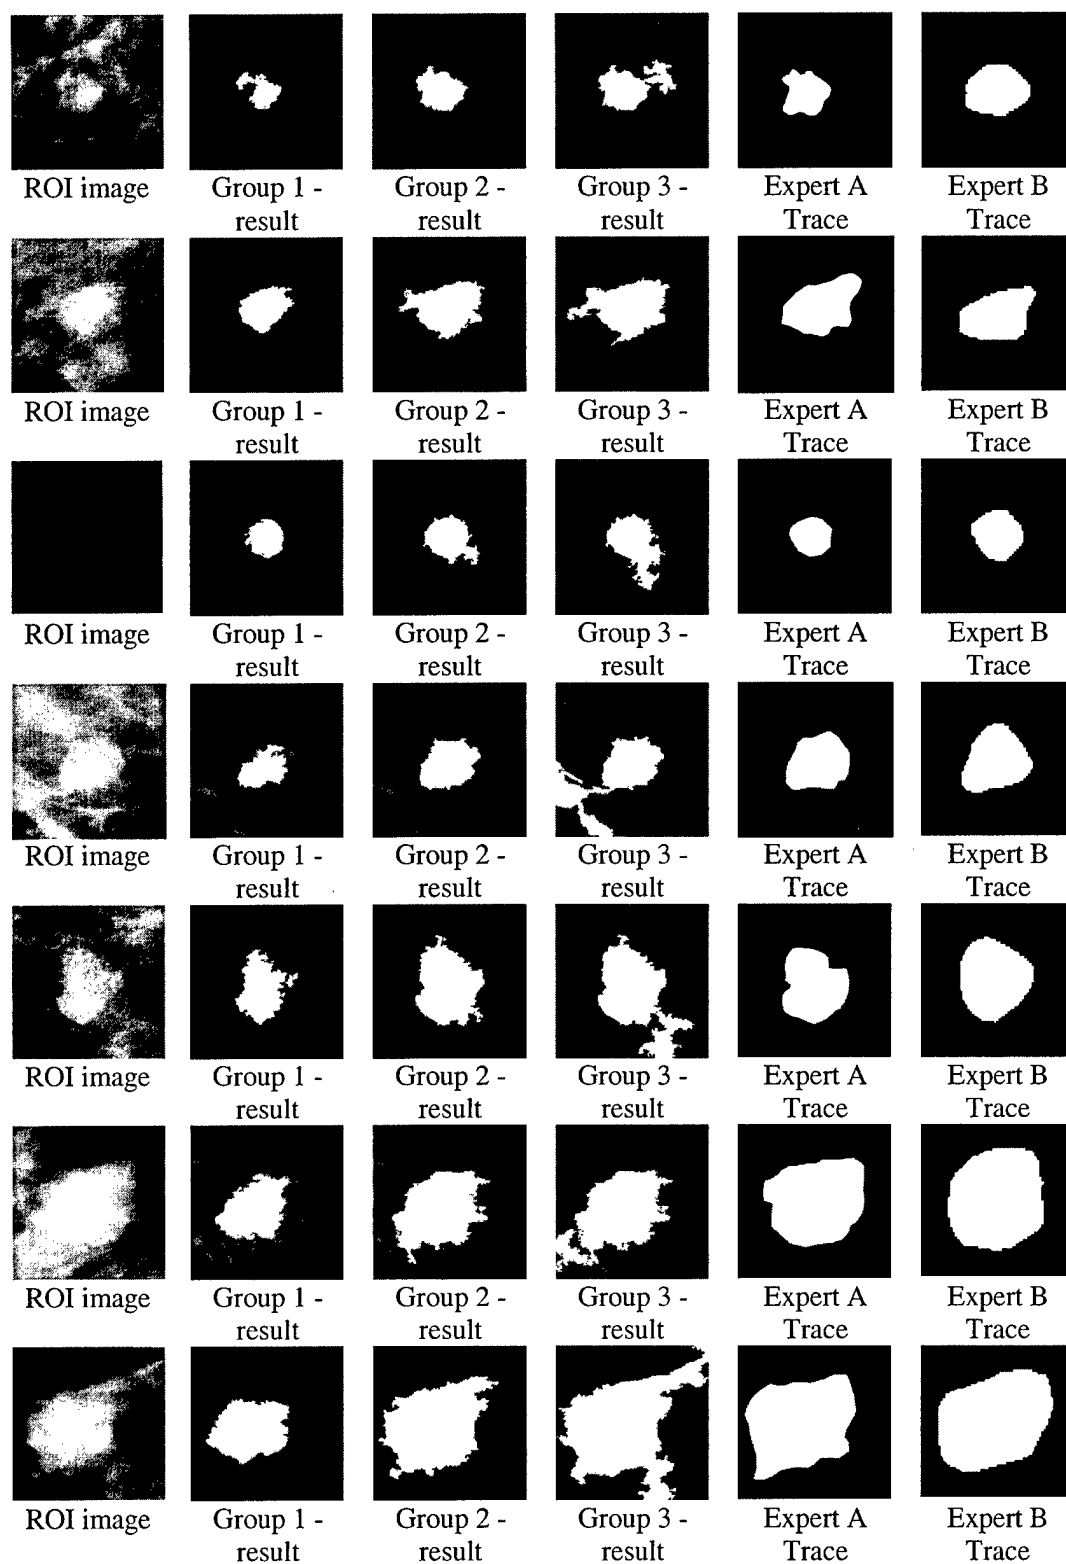 ROI image
Group 1 -
result
Group 2 -
result
Group 3 -
result
Expert A
Trace
Expert B
Trace
ROI image
Group 1 -
result
Group 2 -
result
Group 3 -
result
Expert A
Trace
Expert B
Trace
ROI image
Group 1 -
result
Group 2 -
result
Group 3 -
result
Expert A
Trace
Expert B
Trace
ROI image
Group 1 -
result
Group 2 -
result
Group 3 -
result
Expert A
Trace
Expert B
Trace
ROI image
Group 1 -
result
Group 2 -
result
Group 3 -
result
Expert A
Trace
Expert B
Trace
ROI image
Group 1 -
result
Group 2 -
result
Group 3 -
result
Expert A
Trace
Expert B
Trace
ROI image
Group 1 -
result
Group 2 -
result
Group 3 -
result
Expert A
Trace
Expert B
Trace